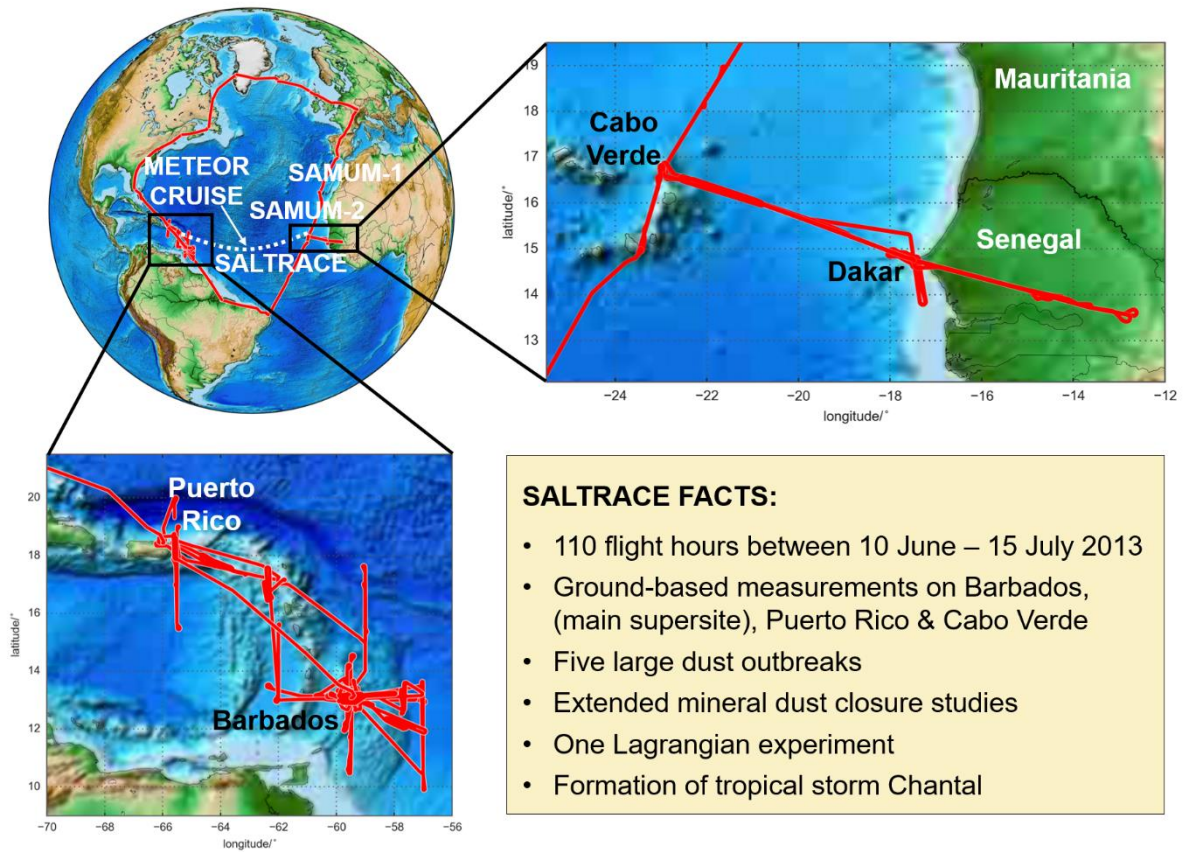 METEOR
CRUISE
SAMUM-1
SAMUM-2
SALTRACE
19
18
17
16
15
14
13
latitude/°
Mauritania
Cabo
Verde
Senegal
Dakar
−24
−22
−20
−18
−16
−14
−12
longitude/°
20
18
16
14
12
10
latitude/°
Puerto
Rico
Barbados
−70
−68
−66
−64
−62
−60
−58
−56
longitude/°
SALTRACE FACTS:
• 110 flight hours between 10 June – 15 July 2013
• Ground-based measurements on Barbados,
(main supersite), Puerto Rico & Cabo Verde
• Five large dust outbreaks
• Extended mineral dust closure studies
• One Lagrangian experiment
• Formation of tropical storm Chantal